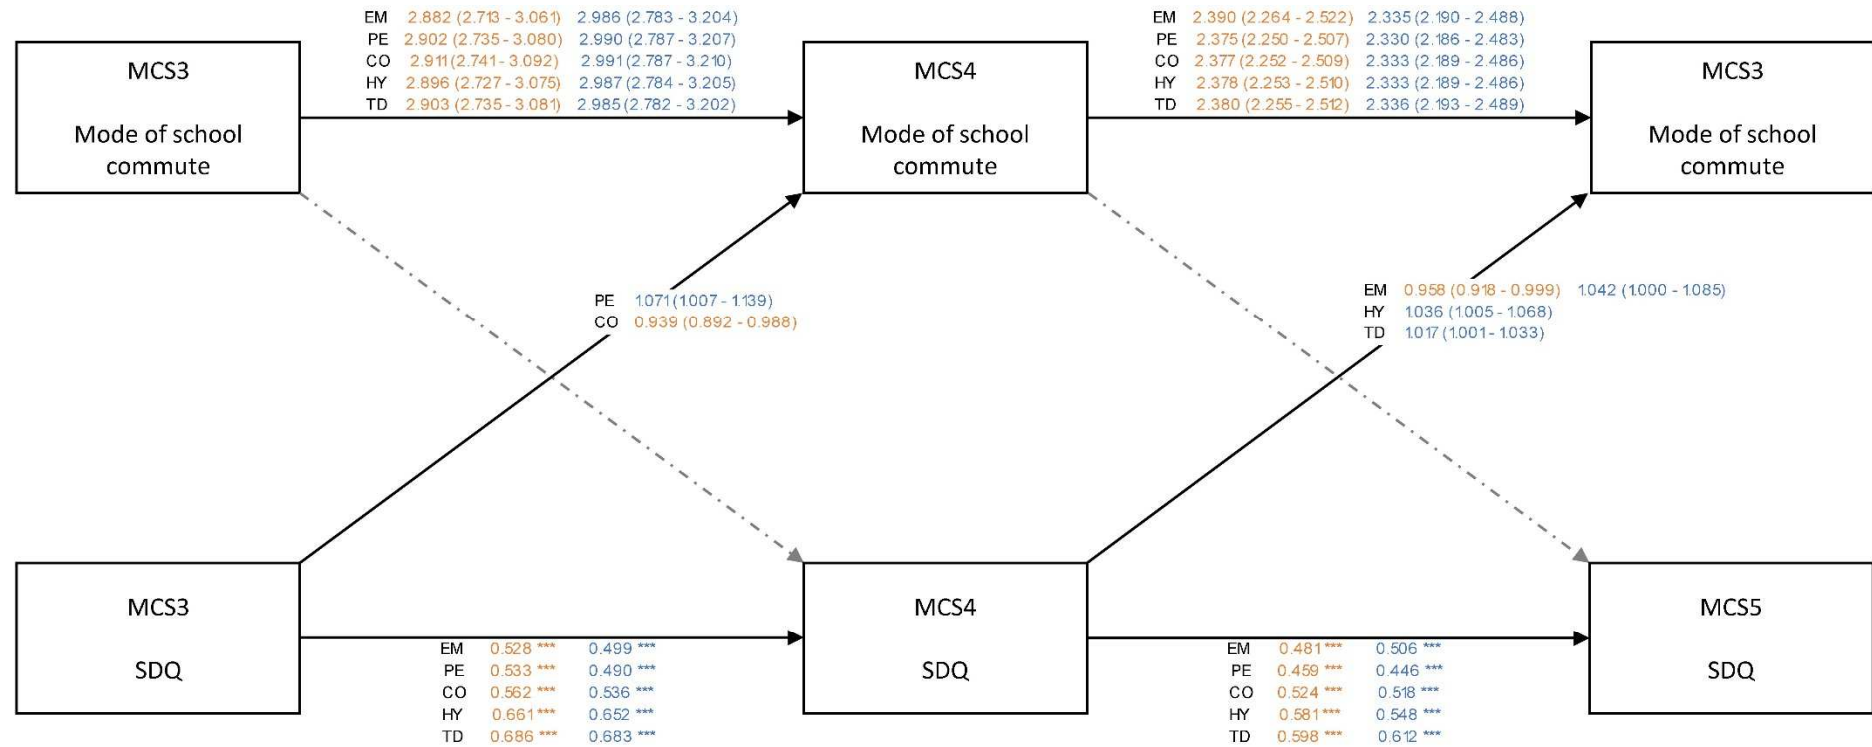 EM 2.882 (2.713 - 3.061) 2.986 (2.783 - 3.204)
PE 2.902 (2.735 - 3.080) 2.990 (2.787 - 3.207)
CO 2.911 (2.741 - 3.092) 2.991 (2.787 - 3.210)
HY 2.896 (2.727 - 3.075) 2.987 (2.784 - 3.205)
TD 2.903 (2.735 - 3.081) 2.985 (2.782 - 3.202)
EM 2.390 (2.264 - 2.522) 2.335 (2.190 - 2.488)
PE 2.375 (2.250 - 2.507) 2.330 (2.186 - 2.483)
CO 2.377 (2.252 - 2.509) 2.333 (2.189 - 2.486)
HY 2.378 (2.253 - 2.510) 2.333 (2.189 - 2.486)
TD 2.380 (2.255 - 2.512) 2.336 (2.193 - 2.489)
MCS3
Mode of school
commute
MCS4
Mode of school
commute
MCS3
Mode of school
commute
PE 1.071 (1.007 - 1.139)
CO 0.939 (0.892 - 0.988)
EM 0.958 (0.918 - 0.999) 1.042 (1.000 - 1.085)
HY 1.036 (1.005 - 1.068)
TD 1.017 (1.001 - 1.033)
MCS3
SDQ
MCS4
SDQ
MCS5
SDQ
EM 0.528 *** 0.499 ***
PE 0.533 *** 0.490 ***
CO 0.562 *** 0.536 ***
HY 0.661 *** 0.652 ***
TD 0.686 *** 0.683 ***
EM 0.481 *** 0.506 ***
PE 0.459 *** 0.446 ***
CO 0.524 *** 0.518 ***
HY 0.581 *** 0.548 ***
TD 0.598 *** 0.612 ***